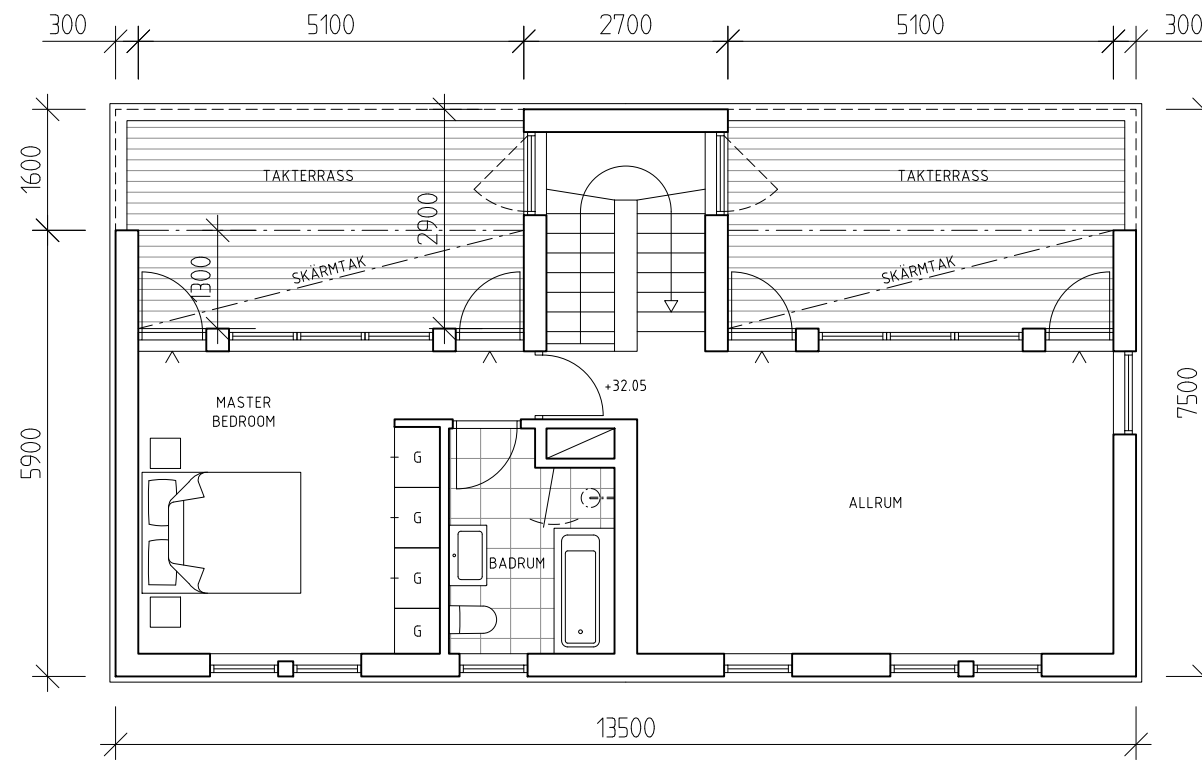 300
5100
2700
5100
300
1600
TAKTERRASS
TAKTERRASS
2900
1300
SKÄRMTAK
SKÄRMTAK
+32.05
MASTER
BEDROOM
7500
5900
G
G
G
G
ALLRUM
BADRUM
13500